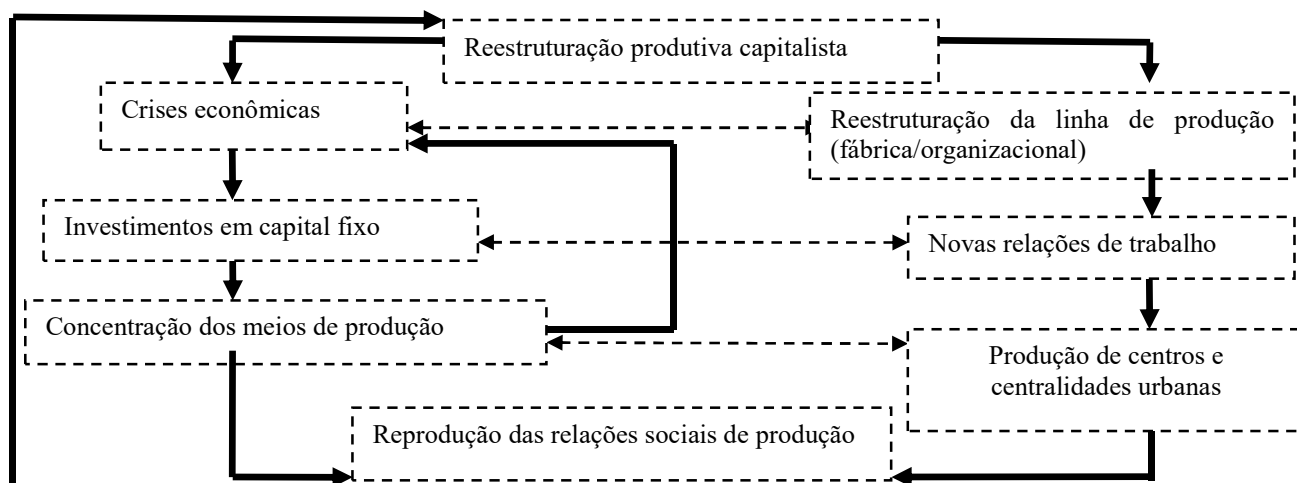 Reestruturação produtiva capitalista
Crises econômicas
Reestruturação da linha de produção
(fábrica/organizacional)
Investimentos em capital fixo
Novas relações de trabalho
Concentração dos meios de produção
Produção de centros e
centralidades urbanas
Reprodução das relações sociais de produção